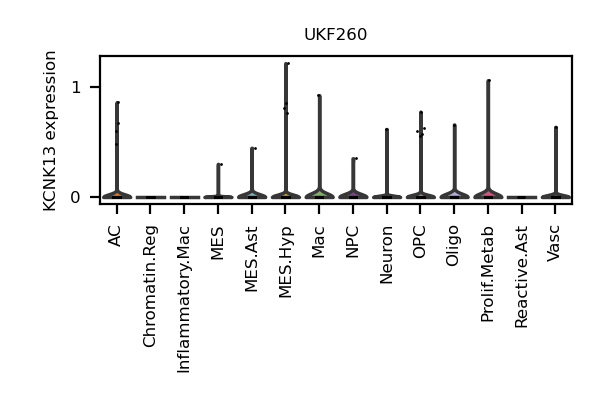 UKF260
KCNK13 expression
1
0
AC
Chromatin.Reg
Inflammatory.Mac
MES
MES.Ast
MES.Hyp
Mac
NPC
Neuron
OPC
Oligo
Prolif.Metab
Reactive.Ast
Vasc